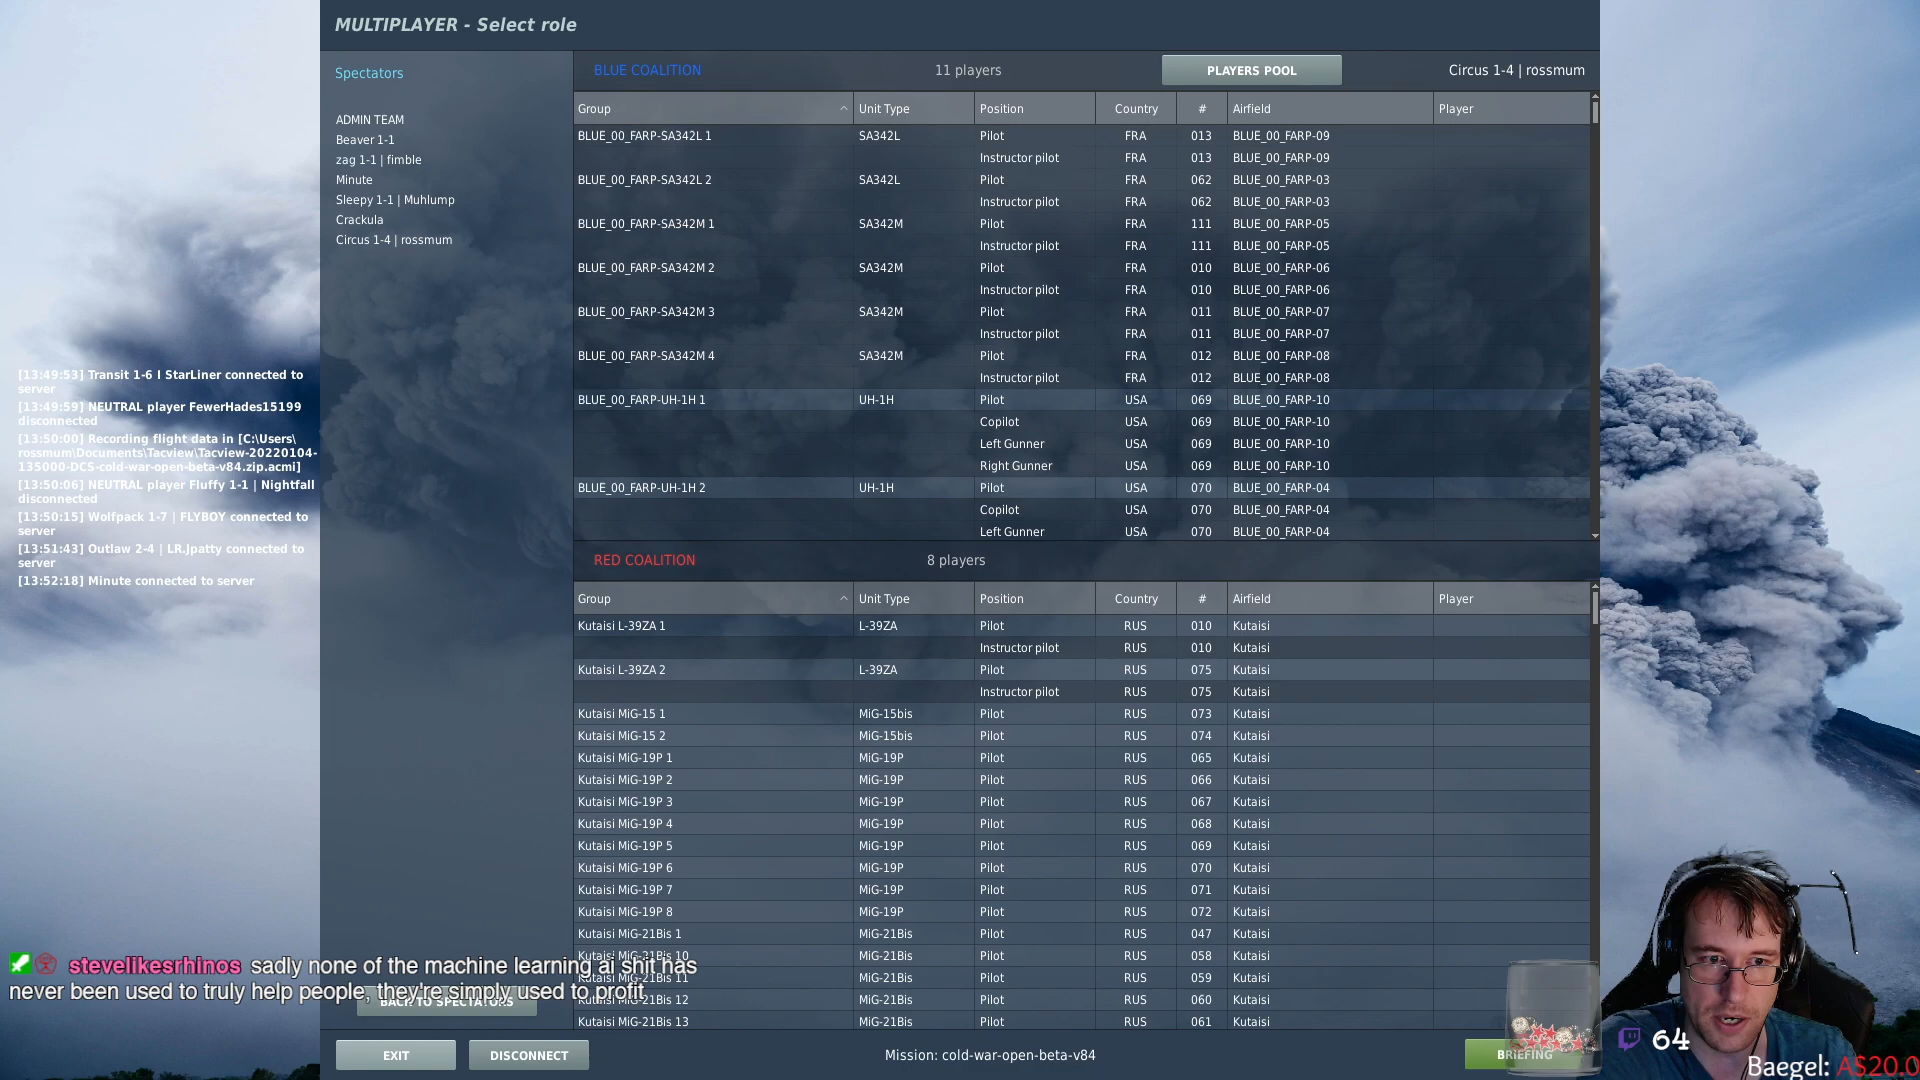 MULTIPLAYER - Select role
Spectators
ADMIN TEAM
Beaver 1-1
zag 1-1 | fimble
Minute
Sleepy 1-1 | Muhlump
Crackula
Circus 1-4 | rossmum
BLUE COALITION 11 players PLAYERS POOL Circus 1-4 | rossmum
Group Unit Type Position Country # Airfield Player
BLUE_00_FARP-SA342L 1 SA342L Pilot FRA 013 BLUE_00_FARP-09
Instructor pilot FRA 013 BLUE_00_FARP-09
BLUE_00_FARP-SA342L 2 SA342L Pilot FRA 062 BLUE_00_FARP-03
Instructor pilot FRA 062 BLUE_00_FARP-03
BLUE_00_FARP-SA342M 1 SA342M Pilot FRA 111 BLUE_00_FARP-05
Instructor pilot FRA 111 BLUE_00_FARP-05
BLUE_00_FARP-SA342M 2 SA342M Pilot FRA 010 BLUE_00_FARP-06
Instructor pilot FRA 010 BLUE_00_FARP-06
BLUE_00_FARP-SA342M 3 SA342M Pilot FRA 011 BLUE_00_FARP-07
Instructor pilot FRA 011 BLUE_00_FARP-07
BLUE_00_FARP-SA342M 4 SA342M Pilot FRA 012 BLUE_00_FARP-08
Instructor pilot FRA 012 BLUE_00_FARP-08
BLUE_00_FARP-UH-1H 1 UH-1H Pilot USA 069 BLUE_00_FARP-10
Copilot USA 069 BLUE_00_FARP-10
Left Gunner USA 069 BLUE_00_FARP-10
Right Gunner USA 069 BLUE_00_FARP-10
BLUE_00_FARP-UH-1H 2 UH-1H Pilot USA 070 BLUE_00_FARP-04
Copilot USA 070 BLUE_00_FARP-04
Left Gunner USA 070 BLUE_00_FARP-04
RED COALITION 8 players
Group Unit Type Position Country # Airfield Player
Kutaisi L-39ZA 1 L-39ZA Pilot RUS 010 Kutaisi
Instructor pilot RUS 010 Kutaisi
Kutaisi L-39ZA 2 L-39ZA Pilot RUS 075 Kutaisi
Instructor pilot RUS 075 Kutaisi
Kutaisi MiG-15 1 MiG-15bis Pilot RUS 073 Kutaisi
Kutaisi MiG-15 2 MiG-15bis Pilot RUS 074 Kutaisi
Kutaisi MiG-19P 1 MiG-19P Pilot RUS 065 Kutaisi
Kutaisi MiG-19P 2 MiG-19P Pilot RUS 066 Kutaisi
Kutaisi MiG-19P 3 MiG-19P Pilot RUS 067 Kutaisi
Kutaisi MiG-19P 4 MiG-19P Pilot RUS 068 Kutaisi
Kutaisi MiG-19P 5 MiG-19P Pilot RUS 069 Kutaisi
Kutaisi MiG-19P 6 MiG-19P Pilot RUS 070 Kutaisi
Kutaisi MiG-19P 7 MiG-19P Pilot RUS 071 Kutaisi
Kutaisi MiG-19P 8 MiG-19P Pilot RUS 072 Kutaisi
Kutaisi MiG-21Bis 1 MiG-21Bis Pilot RUS 047 Kutaisi
Kutaisi MiG-21Bis 10 MiG-21Bis Pilot RUS 058 Kutaisi
Kutaisi MiG-21Bis 11 MiG-21Bis Pilot RUS 059 Kutaisi
Kutaisi MiG-21Bis 12 MiG-21Bis Pilot RUS 060 Kutaisi
Kutaisi MiG-21Bis 13 MiG-21Bis Pilot RUS 061 Kutaisi
[13:49:53] Transit 1-6 I StarLiner connected to
server
[13:49:59] NEUTRAL player FewerHades15199
disconnected
[13:50:00] Recording flight data in [C:\Users\
rossmum\Documents\Tacview\Tacview-20220104-
135000-DCS-cold-war-open-beta-v84.zip.acmi]
[13:50:06] NEUTRAL player Fluffy 1-1 | Nightfall
disconnected
[13:50:15] Wolfpack 1-7 | FLYBOY connected to
server
[13:51:43] Outlaw 2-4 | LR.Jpatty connected to
server
[13:52:18] Minute connected to server
stevelikesrhinos sadly none of the machine learning ai shit has
never been used to truly help people, they're simply used to profit
BACK TO SPECTATORS
EXIT DISCONNECT Mission: cold-war-open-beta-v84 BRIEFING
64
Baegel: A$20.0